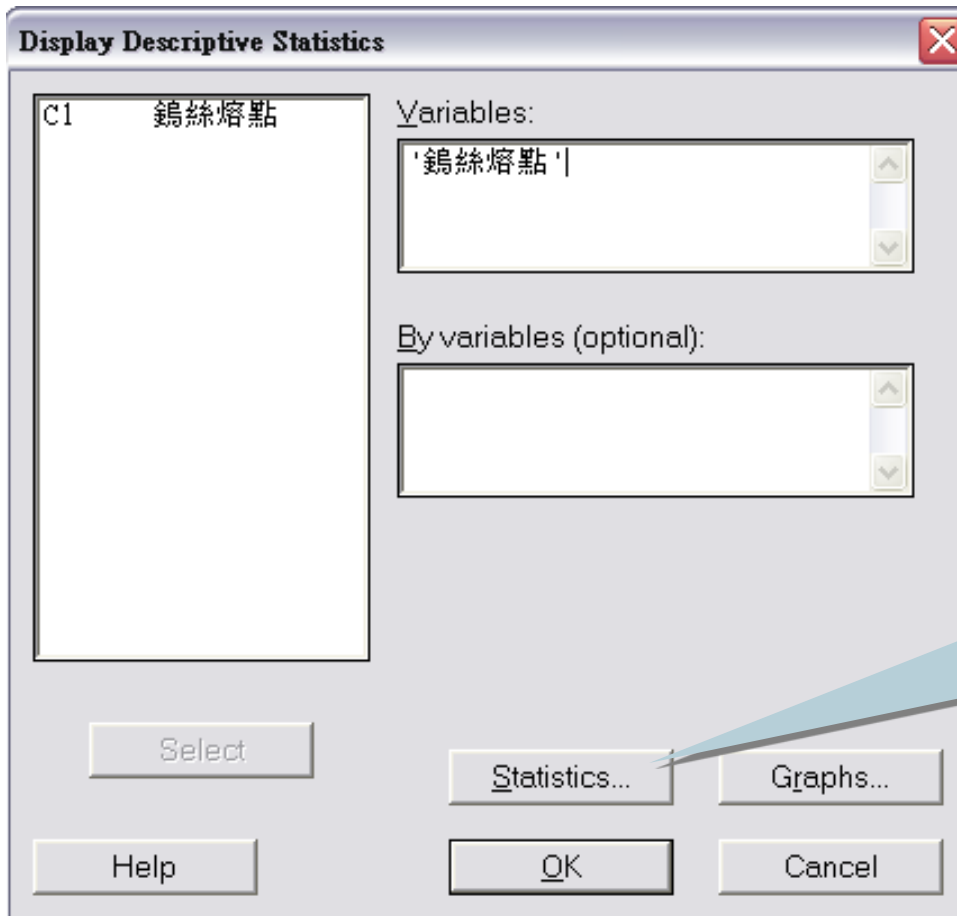 Display Descriptive Statistics
C1 鎢絲熔點
Variables:
'鎢絲熔點'
By variables (optional):
Select
Statistics...
Graphs...
Help
OK
Cancel